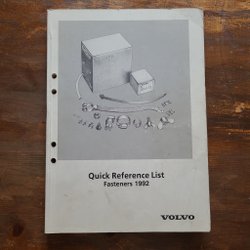 Quick Reference List
Fasteners 1992
VOLVO